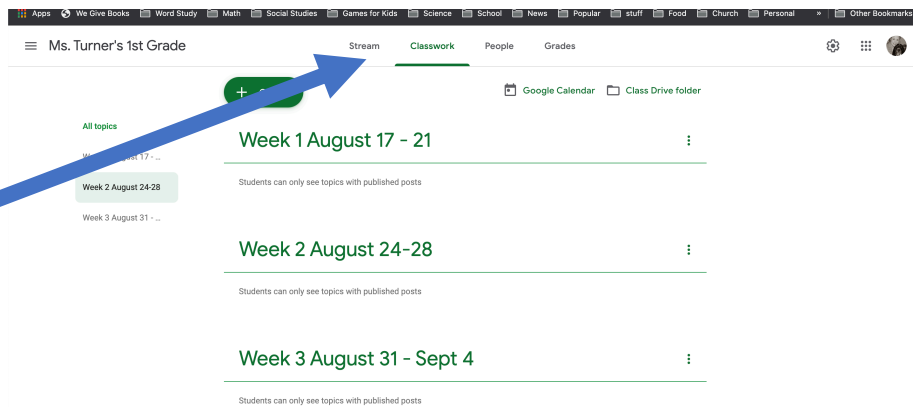 Apps We Give Books Word Study Math Social Studies Games for Kids Science School News Popular stuff Food Church Personal » Other Bookmarks
Ms. Turner's 1st Grade Stream Classwork People Grades
Google Calendar Class Drive folder
All topics
Week 1 August 17 - 21
17 - ...
Students can only see topics with published posts
Week 2 August 24-28
Week 3 August 31 - ...
Week 2 August 24-28
Students can only see topics with published posts
Week 3 August 31 - Sept 4
Students can only see topics with published posts